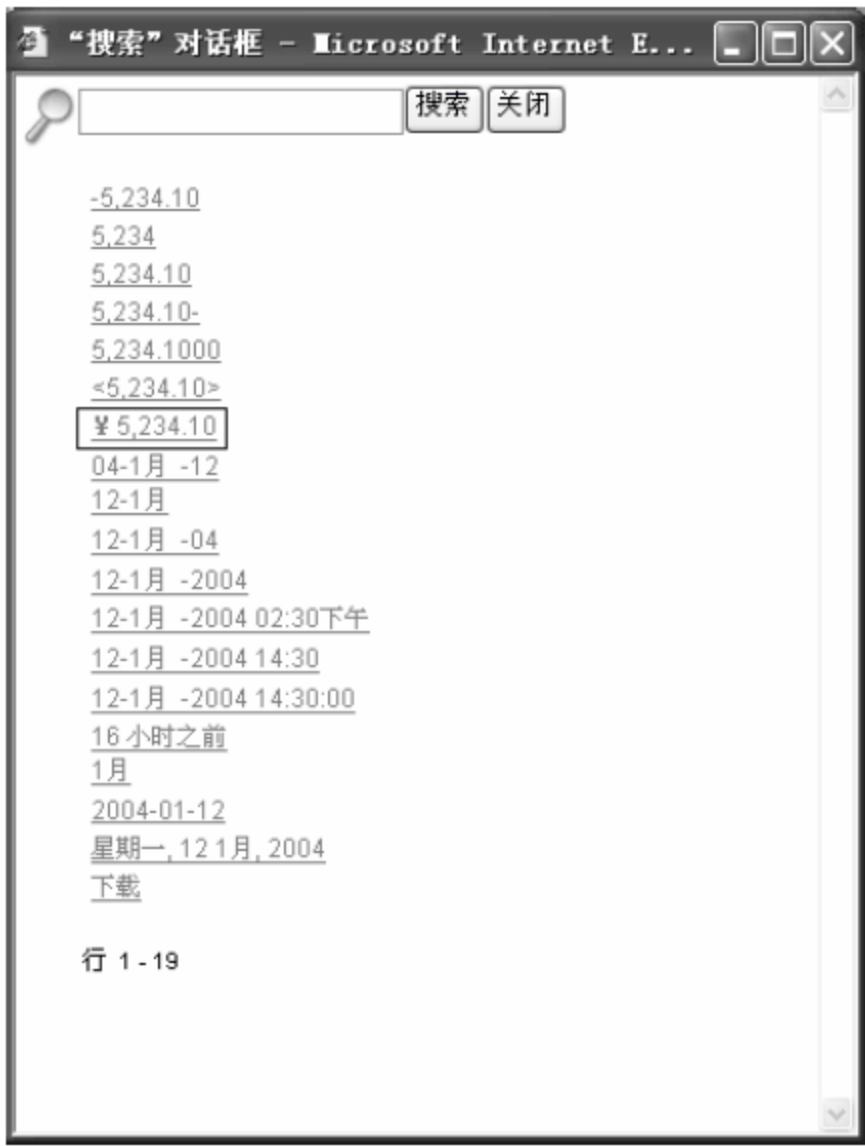 “搜索”对话框 - Microsoft Internet E...
搜索 关闭
-5,234.10
5,234
5,234.10
5,234.10-
5,234.1000
<5,234.10>
¥ 5,234.10
04-1月 -12
12-1月
12-1月 -04
12-1月 -2004
12-1月 -2004 02:30下午
12-1月 -2004 14:30
12-1月 -2004 14:30:00
16 小时之前
1月
2004-01-12
星期一, 12 1月, 2004
下载
行 1 - 19